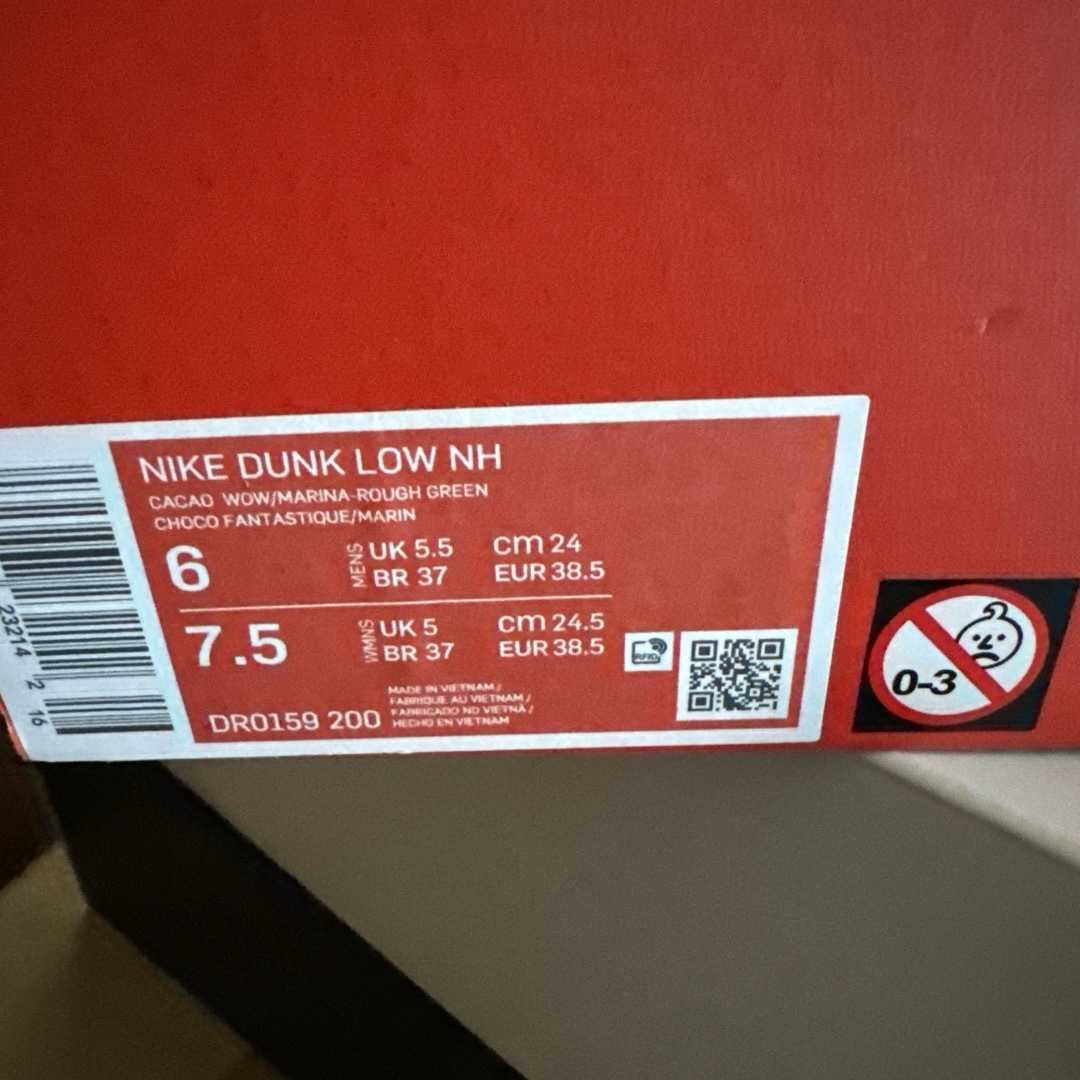 NIKE DUNK LOW NH
CACAO WOW/MARINA-ROUGH GREEN
CHOCO FANTASTIQUE/MARIN
6 MENS UK 5.5 cm 24
BR 37 EUR 38.5
7.5 WMNS UK 5 cm 24.5
BR 37 EUR 38.5
RFID
MADE IN VIETNAM /
FABRIQUE AU VIETNAM /
FABRICADO NO VIETNÃ /
HECHO EN VIETNAM
DR0159 200
23214 2 16
0-3